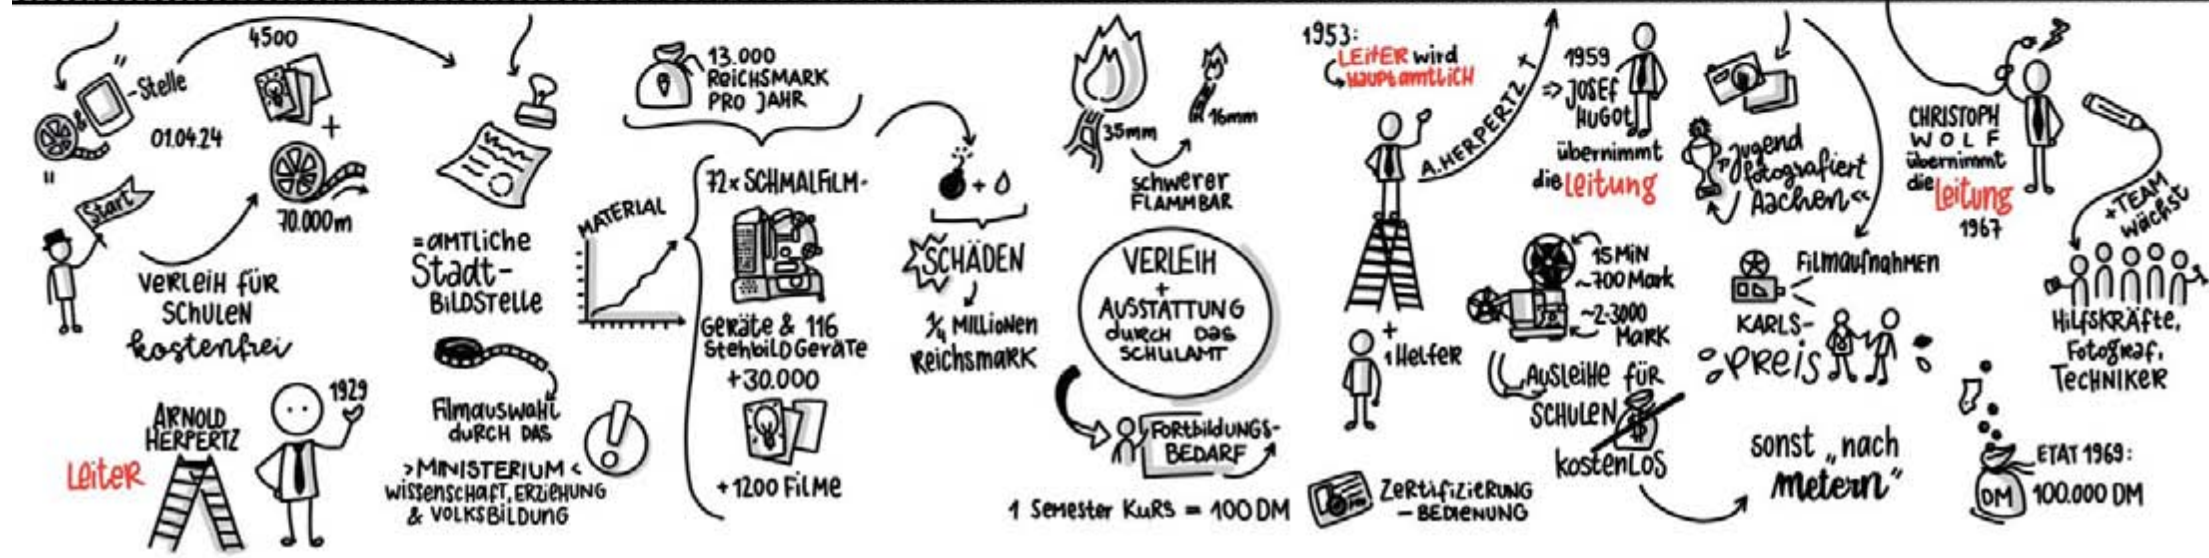 "
& -Stelle
"
01.04.24
Start
4500
+
70.000m
VERLEIH FÜR
SCHULEN
kostenfrei
Leiter
ARNOLD
HERPERTZ
1929
=AMTLICHE
Stadt-
BILDSTELLE
Filmauswahl
durch das
>MINISTERIUM<
Wissenschaft, Erziehung
& Volksbildung
!
13.000
REICHSMARK
PRO JAHR
MATERIAL
72x SCHMALFILM-
Geräte & 116
StehbildGeräte
+30.000
+1200 Filme
+
SCHÄDEN
1/4 Millionen
Reichsmark
35mm
16mm
schwerer
FLAMMBAR
VERLEIH
+
AUSSTATTUNG
durch das
SCHULAMT
Fortbildungs-
BEDARF
1 Semester Kurs = 100 DM
1953:
LEITER wird
hauptamtlich
A. HERPERTZ †
+
1 Helfer
Zertifizierung
-BEDIENUNG
1959
=> JOSEF
HUGOT
übernimmt
die Leitung
15 Min
~700 Mark
~2-3000
Mark
Ausleihe für
Schulen
$
kostenlos
"Jugend
fotografiert
Aachen"
Filmaufnahmen
KARLS-
PREIS
sonst „nach
metern"
CHRISTOPH
WOLF
übernimmt
die Leitung
1967
+TEAM
wächst
Hilfskräfte,
Fotograf,
Techniker
DM
ETAT 1969:
100.000 DM